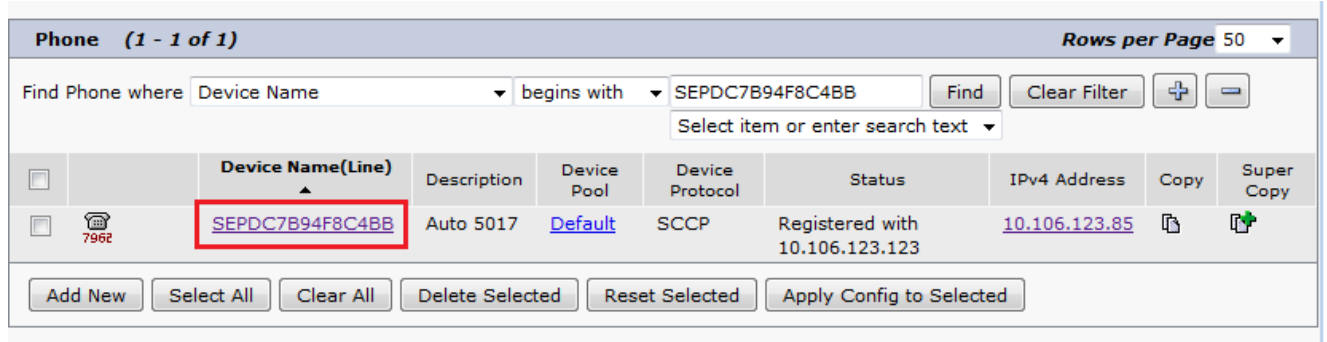 Phone (1 - 1 of 1) Rows per Page 50
Find Phone where Device Name begins with SEPDC7B94F8C4BB Find Clear Filter
Select item or enter search text
Device Name(Line) Description Device Pool Device Protocol Status IPv4 Address Copy Super Copy
7962 SEPDC7B94F8C4BB Auto 5017 Default SCCP Registered with 10.106.123.123 10.106.123.85
Add New Select All Clear All Delete Selected Reset Selected Apply Config to Selected